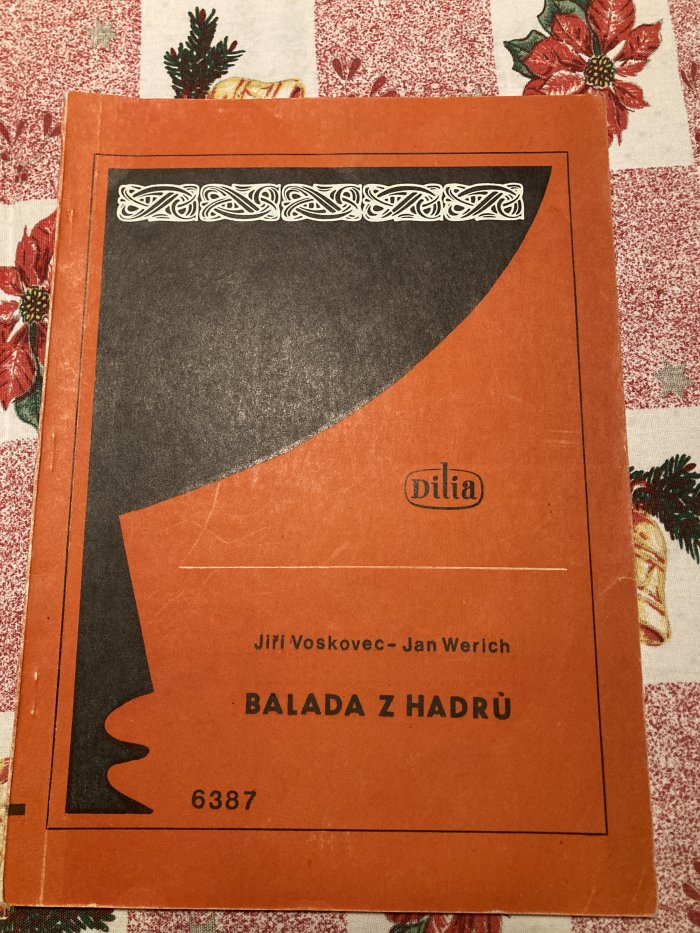 Dilia
Jiří Voskovec - Jan Werich
BALADA Z HADRŮ
6387